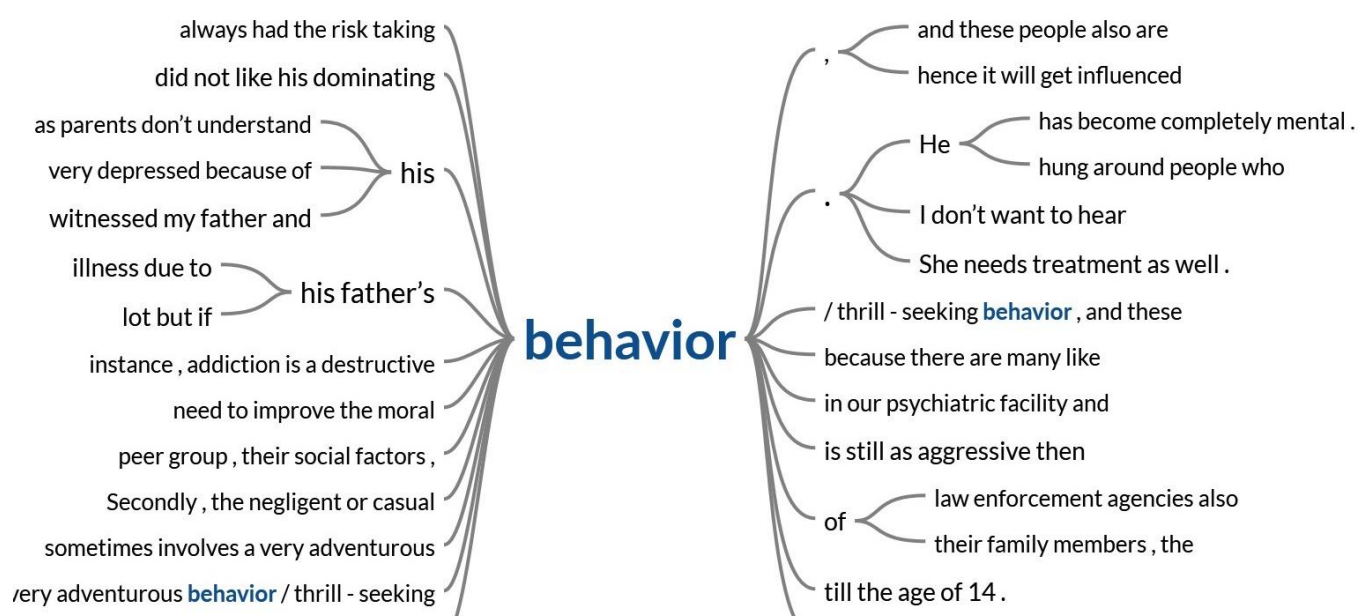 always had the risk taking
did not like his dominating
as parents don’t understand
very depressed because of
witnessed my father and
his
illness due to
lot but if
his father’s
instance , addiction is a destructive
need to improve the moral
peer group , their social factors ,
Secondly , the negligent or casual
sometimes involves a very adventurous
very adventurous behavior / thrill - seeking
behavior
,
and these people also are
hence it will get influenced
.
He
has become completely mental .
hung around people who
I don’t want to hear
She needs treatment as well .
/ thrill - seeking behavior , and these
because there are many like
in our psychiatric facility and
is still as aggressive then
of
law enforcement agencies also
their family members , the
till the age of 14 .